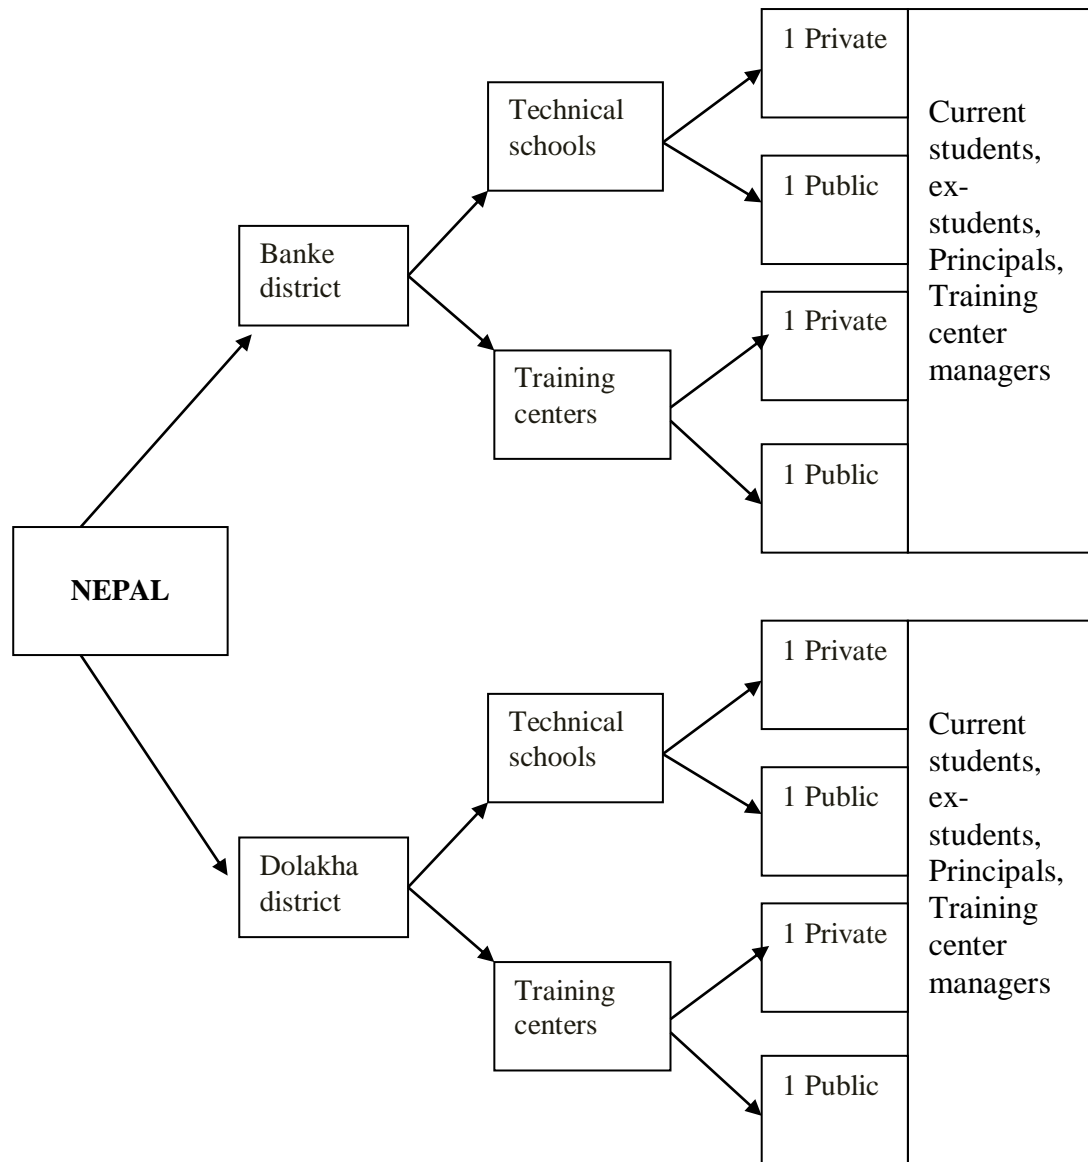 1 Private
Technical
schools
1 Public
Current
students,
ex-
students,
Principals,
Training
center
managers
Banke
district
1 Private
Training
centers
1 Public
NEPAL
1 Private
Technical
schools
1 Public
Current
students,
ex-
students,
Principals,
Training
center
managers
Dolakha
district
1 Private
Training
centers
1 Public